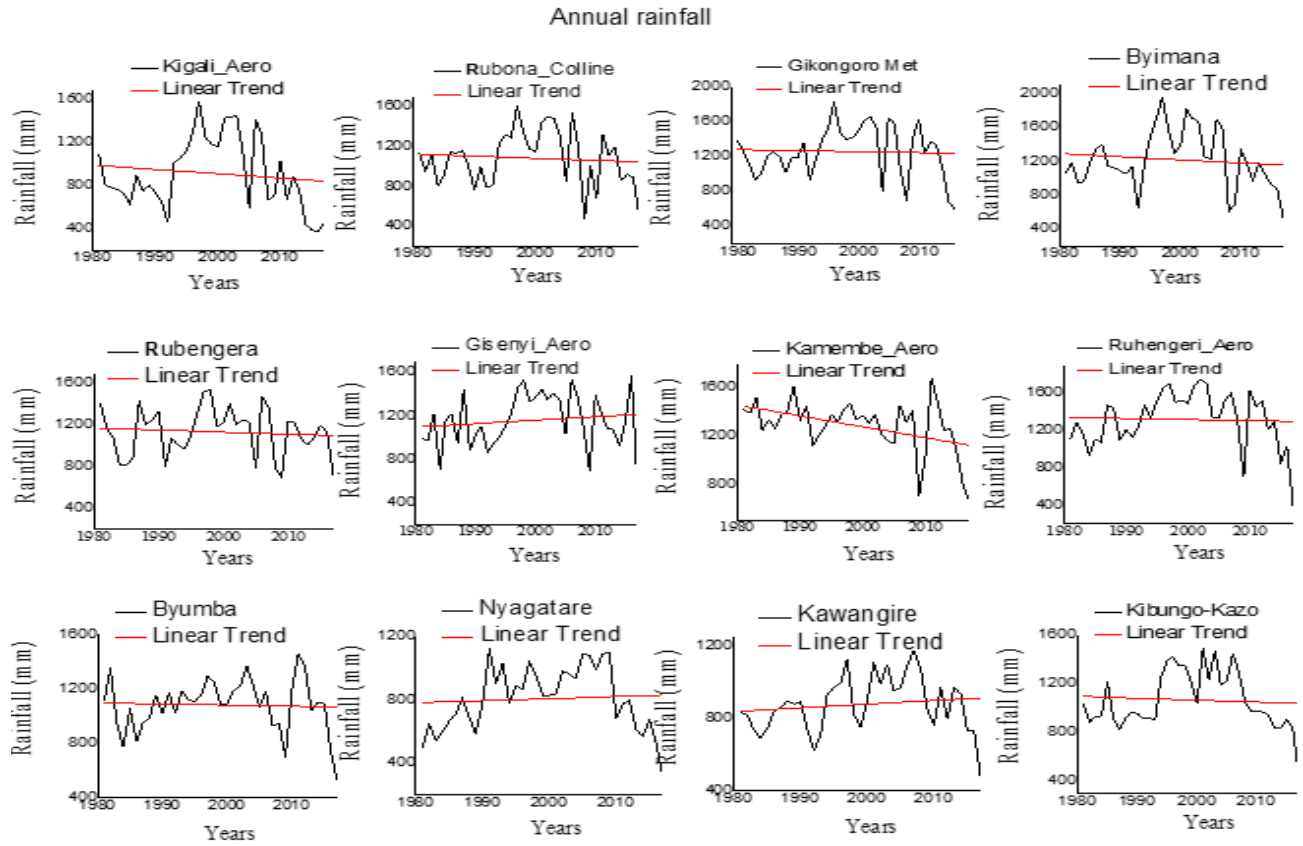 Annual rainfall
Kigali_Aero
Linear Trend
1600
1200
800
400
1980 1990 2000 2010
Rainfall (mm)
Years
Rubona_Colline
Linear Trend
1600
1200
800
400
1980 1990 2000 2010
Rainfall (mm)
Years
Gikongoro Met
Linear Trend
2000
1600
1200
800
400
1980 1990 2000 2010
Rainfall (mm)
Years
Byimana
Linear Trend
2000
1600
1200
800
400
1980 1990 2000 2010
Rainfall (mm)
Years
Rubengera
Linear Trend
1600
1200
800
400
1980 1990 2000 2010
Rainfall (mm)
Years
Gisenyi_Aero
Linear Trend
1600
1200
800
400
1980 1990 2000 2010
Rainfall (mm)
Years
Kamembe_Aero
Linear Trend
1600
1200
800
1980 1990 2000 2010
Rainfall (mm)
Years
Ruhengeri_Aero
Linear Trend
1600
1200
800
400
1980 1990 2000 2010
Rainfall (mm)
Years
Byumba
Linear Trend
1600
1200
800
400
1980 1990 2000 2010
Rainfall (mm)
Years
Nyagatare
Linear Trend
1200
800
400
1980 1990 2000 2010
Rainfall (mm)
Years
Kawangire
Linear Trend
1200
800
400
1980 1990 2000 2010
Rainfall (mm)
Years
Kibungo-Kazo
Linear Trend
1600
1200
800
400
1980 1990 2000 2010
Rainfall (mm)
Years